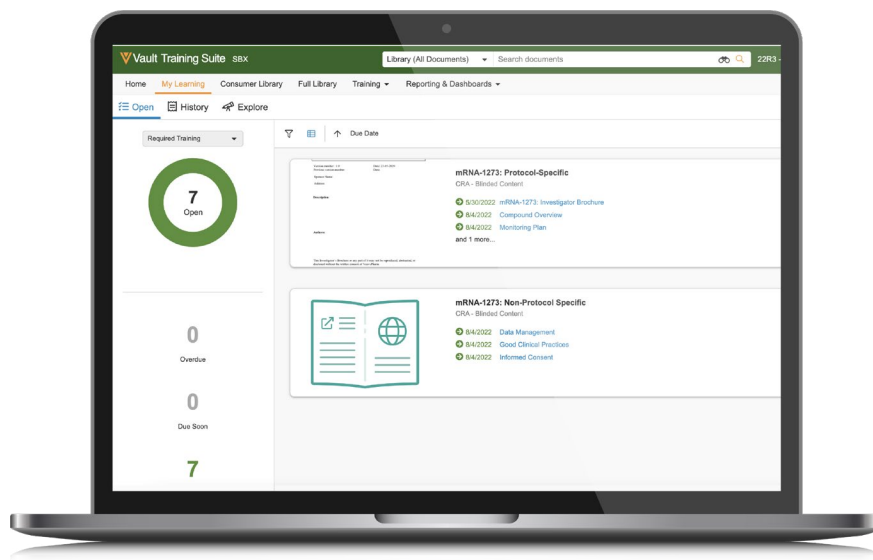 Vault Training Suite SBX
Library (All Documents)
Search documents
22R3 -
Home
My Learning
Consumer Library
Full Library
Training
Reporting & Dashboards
Open
History
Explore
Required Training
Due Date
7
Open
0
Overdue
0
Due Soon
7
mRNA-1273: Protocol-Specific
CRA - Blinded Content
5/30/2022 mRNA-1273: Investigator Brochure
8/4/2022 Compound Overview
8/4/2022 Monitoring Plan
and 1 more...
mRNA-1273: Non-Protocol Specific
CRA - Blinded Content
8/4/2022 Data Management
8/4/2022 Good Clinical Practices
8/4/2022 Informed Consent